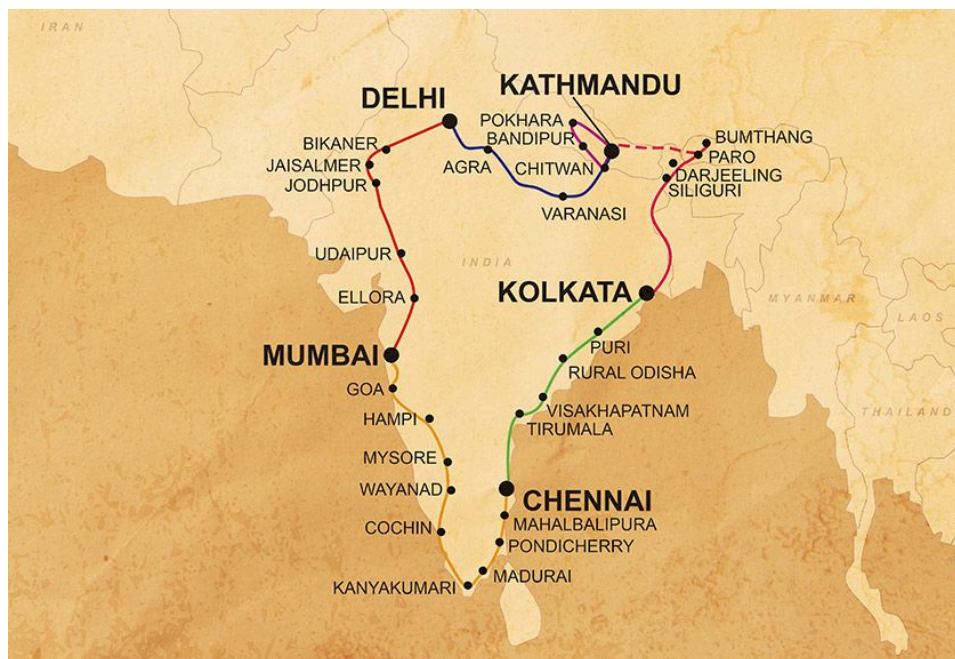 IRAN
KATHMANDU
DELHI
POKHARA
BUMTHANG
BIKANER
BANDIPUR
PARO
JAISALMER
AGRA
CHITWAN
DARJEELING
JODHPUR
SILIGURI
VARANASI
UDAIPUR
INDIA
ELLORA
KOLKATA
MYANMAR
LAOS
MUMBAI
PURI
GOA
RURAL ODISHA
HAMPI
VISAKHAPATNAM
THAILAND
TIRUMALA
MYSORE
WAYANAD
CHENNAI
MAHALBALIPURA
COCHIN
PONDICHERRY
MADURAI
KANYAKUMARI